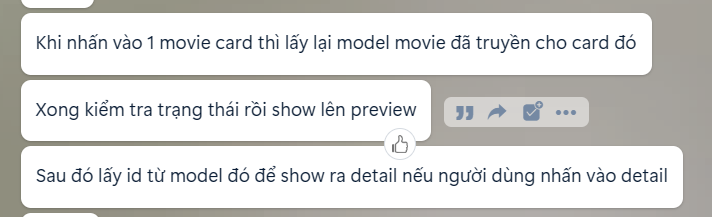 Khi nhấn vào 1 movie card thì lấy lại model movie đã truyền cho card đó
Xong kiểm tra trạng thái rồi show lên preview
Sau đó lấy id từ model đó để show ra detail nếu người dùng nhấn vào detail